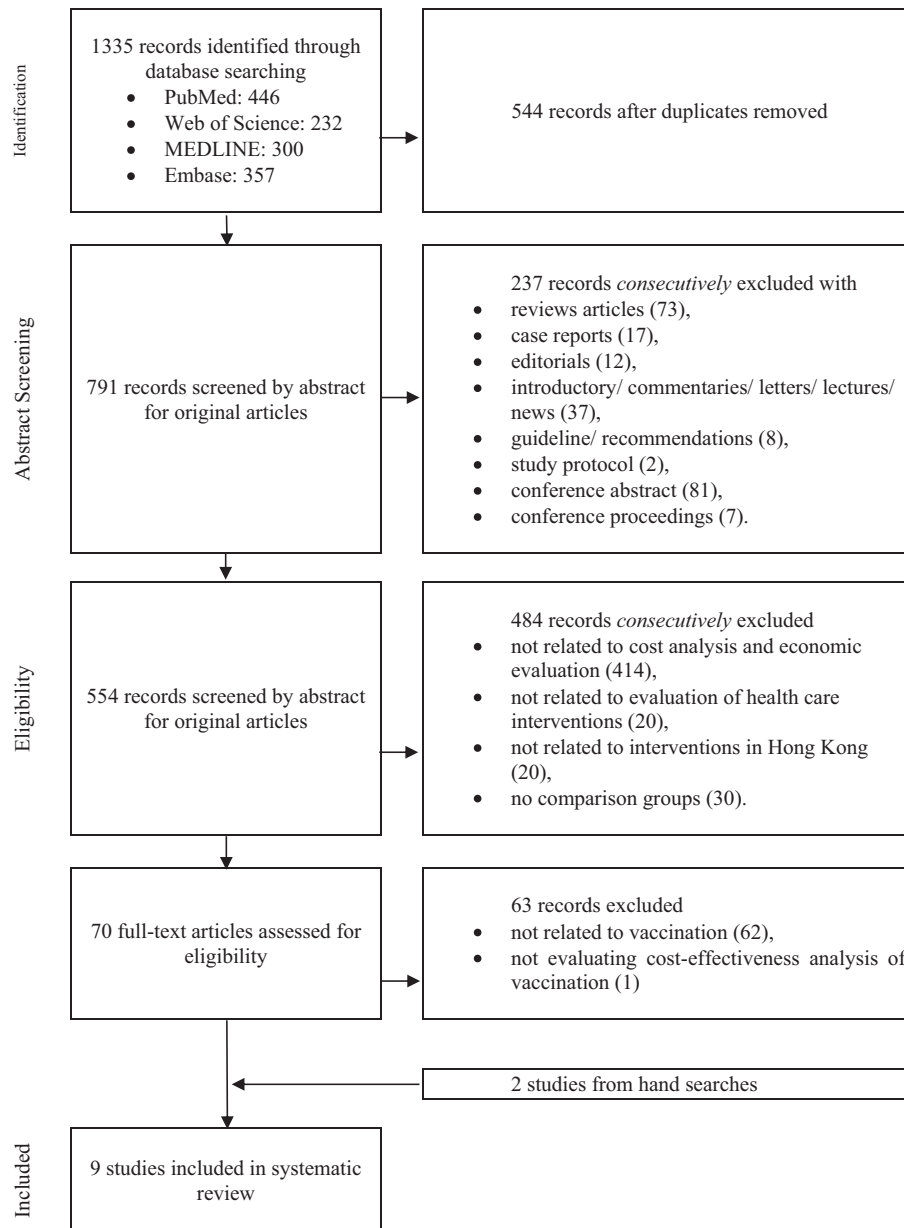 Identification
1335 records identified through
database searching
• PubMed: 446
• Web of Science: 232
• MEDLINE: 300
• Embase: 357
544 records after duplicates removed
Abstract Screening
791 records screened by abstract
for original articles
237 records consecutively excluded with
• reviews articles (73),
• case reports (17),
• editorials (12),
• introductory/ commentaries/ letters/ lectures/
news (37),
• guideline/ recommendations (8),
• study protocol (2),
• conference abstract (81),
• conference proceedings (7).
Eligibility
554 records screened by abstract
for original articles
484 records consecutively excluded
• not related to cost analysis and economic
evaluation (414),
• not related to evaluation of health care
interventions (20),
• not related to interventions in Hong Kong
(20),
• no comparison groups (30).
70 full-text articles assessed for
eligibility
63 records excluded
• not related to vaccination (62),
• not evaluating cost-effectiveness analysis of
vaccination (1)
2 studies from hand searches
Included
9 studies included in systematic
review